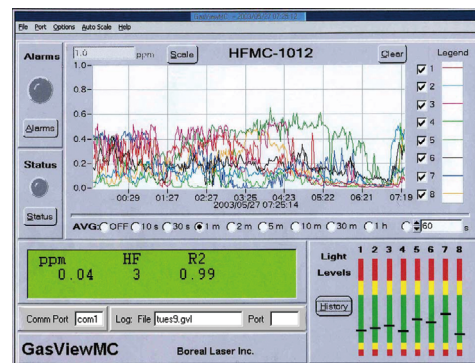 File Port Options Auto Scale Help
Alarms
1.0 ppm Scale HFMC-1012 Clear Legend
Alarms
Status
Status
1.0
0.8
0.6
0.4
0.2
0.0
00:29 01:27 02:27 03:06 04:23 05:22 06:21 07:19
2003/05/27 07:25:14
1
2
3
4
5
6
7
8
AVG: OFF 10 s 30 s 1 m 2 m 5 m 10 m 30 m 1 h 60 s
ppm HF R2
0.04 3 0.99
Light Levels
1 2 3 4 5 6 7 8
History
Comm Port com1 Log: File tues9.gvl Port
GasViewMC Boreal Laser Inc.